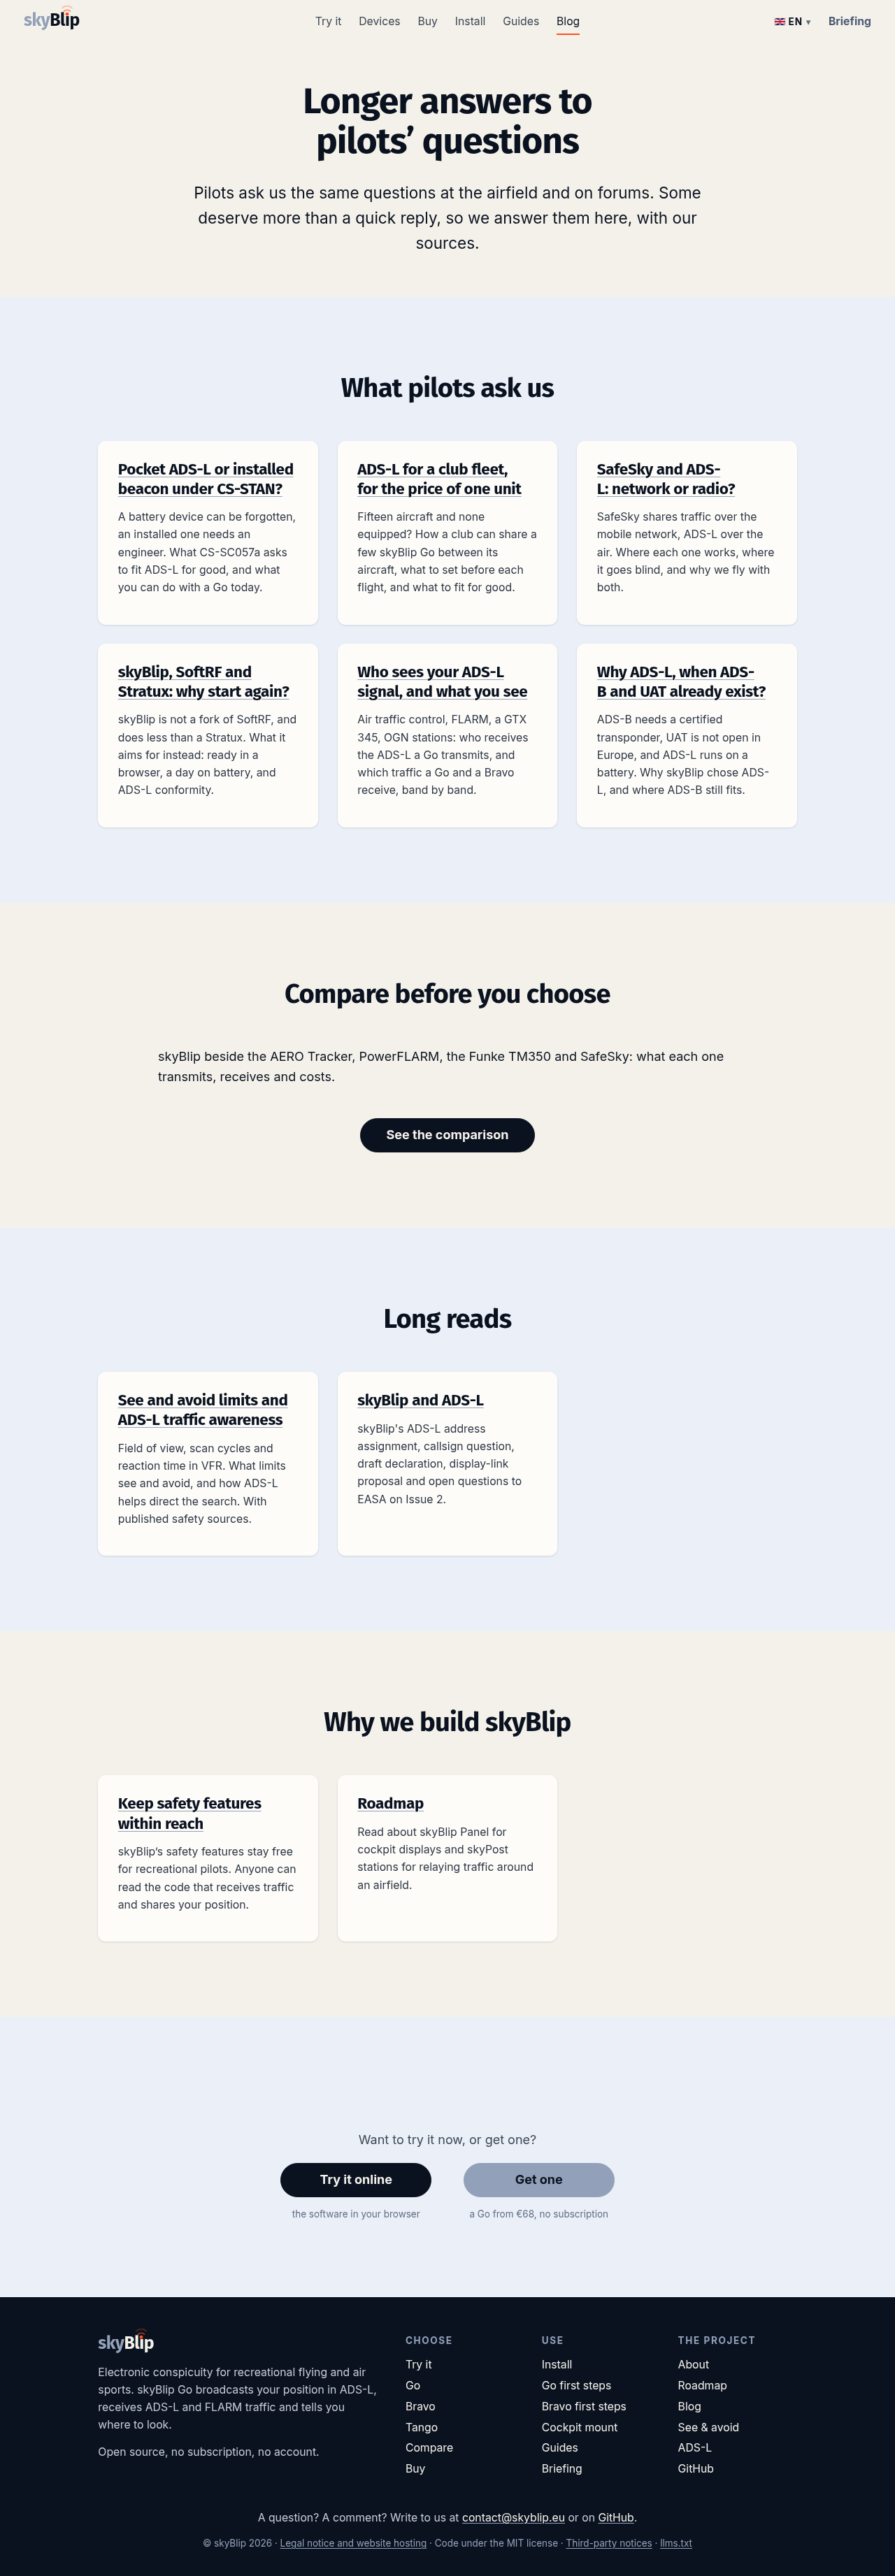 skyBlip
Try it
Devices
Buy
Install
Guides
Blog
EN ▾
Briefing
Longer answers to
pilots’ questions
Pilots ask us the same questions at the airfield and on forums. Some
deserve more than a quick reply, so we answer them here, with our
sources.
What pilots ask us
Pocket ADS-L or installed
beacon under CS-STAN?
A battery device can be forgotten,
an installed one needs an
engineer. What CS-SC057a asks
to fit ADS-L for good, and what
you can do with a Go today.
ADS-L for a club fleet,
for the price of one unit
Fifteen aircraft and none
equipped? How a club can share a
few skyBlip Go between its
aircraft, what to set before each
flight, and what to fit for good.
SafeSky and ADS-
L: network or radio?
SafeSky shares traffic over the
mobile network, ADS-L over the
air. Where each one works, where
it goes blind, and why we fly with
both.
skyBlip, SoftRF and
Stratux: why start again?
skyBlip is not a fork of SoftRF, and
does less than a Stratux. What it
aims for instead: ready in a
browser, a day on battery, and
ADS-L conformity.
Who sees your ADS-L
signal, and what you see
Air traffic control, FLARM, a GTX
345, OGN stations: who receives
the ADS-L a Go transmits, and
which traffic a Go and a Bravo
receive, band by band.
Why ADS-L, when ADS-
B and UAT already exist?
ADS-B needs a certified
transponder, UAT is not open in
Europe, and ADS-L runs on a
battery. Why skyBlip chose ADS-
L, and where ADS-B still fits.
Compare before you choose
skyBlip beside the AERO Tracker, PowerFLARM, the Funke TM350 and SafeSky: what each one
transmits, receives and costs.
See the comparison
Long reads
See and avoid limits and
ADS-L traffic awareness
Field of view, scan cycles and
reaction time in VFR. What limits
see and avoid, and how ADS-L
helps direct the search. With
published safety sources.
skyBlip and ADS-L
skyBlip's ADS-L address
assignment, callsign question,
draft declaration, display-link
proposal and open questions to
EASA on Issue 2.
Why we build skyBlip
Keep safety features
within reach
skyBlip’s safety features stay free
for recreational pilots. Anyone can
read the code that receives traffic
and shares your position.
Roadmap
Read about skyBlip Panel for
cockpit displays and skyPost
stations for relaying traffic around
an airfield.
Want to try it now, or get one?
Try it online
the software in your browser
Get one
a Go from €68, no subscription
skyBlip
Electronic conspicuity for recreational flying and air
sports. skyBlip Go broadcasts your position in ADS-L,
receives ADS-L and FLARM traffic and tells you
where to look.
Open source, no subscription, no account.
CHOOSE
Try it
Go
Bravo
Tango
Compare
Buy
USE
Install
Go first steps
Bravo first steps
Cockpit mount
Guides
Briefing
THE PROJECT
About
Roadmap
Blog
See & avoid
ADS-L
GitHub
A question? A comment? Write to us at contact@skyblip.eu or on GitHub.
© skyBlip 2026 · Legal notice and website hosting · Code under the MIT license · Third-party notices · llms.txt